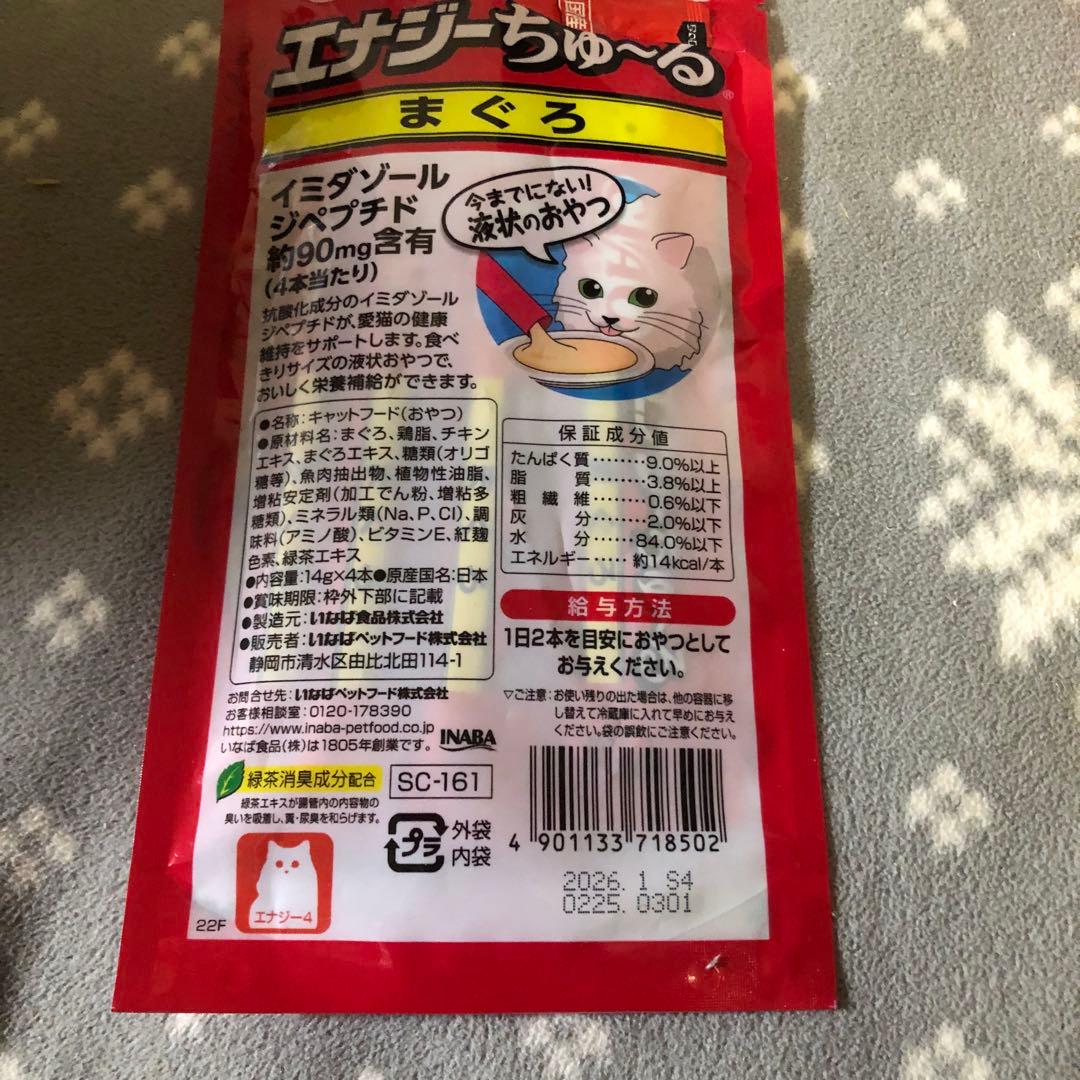 国産
エナジーちゅ～る®
まぐろ
イミダゾール
ジペプチド
約90mg含有
(4本当たり)
今までにない!
液状のおやつ
抗酸化成分のイミダゾール
ジペプチドが、愛猫の健康
維持をサポートします。食べ
きりサイズの液状おやつで、
おいしく栄養補給ができます。
●名称:キャットフード(おやつ)
●原材料名:まぐろ、鶏脂、チキン
エキス、まぐろエキス、糖類(オリゴ
糖等)、魚肉抽出物、植物性油脂、
増粘安定剤(加工でん粉、増粘多
糖類)、ミネラル類(Na、P、Cl)、調
味料(アミノ酸)、ビタミンE、紅麹
色素、緑茶エキス
●内容量:14g×4本●原産国名:日本
●賞味期限:枠外下部に記載
●製造元:いなば食品株式会社
●販売者:いなばペットフード株式会社
静岡市清水区由比北田114-1
保証成分値
たんぱく質………9.0%以上
脂質………3.8%以上
粗繊維………0.6%以下
灰分………2.0%以下
水分………84.0%以下
エネルギー……約14kcal/本
給与方法
1日2本を目安におやつとして
お与えください。
▽ご注意:お使い残りの出た場合は、他の容器に移
し替えて冷蔵庫に入れて早めにお与え
ください。袋の誤飲にご注意ください。
お問合せ先:いなばペットフード株式会社
お客様相談室:0120-178390
https://www.inaba-petfood.co.jp
いなば食品(株)は1805年創業です。
INABA
緑茶消臭成分配合
緑茶エキスが腸管内の内容物の
臭いを吸着し、糞・尿臭を和らげます。
SC-161
プラ
外袋
内袋
4 901133 718502
2026. 1 S4
0225. 0301
エナジー4
22F